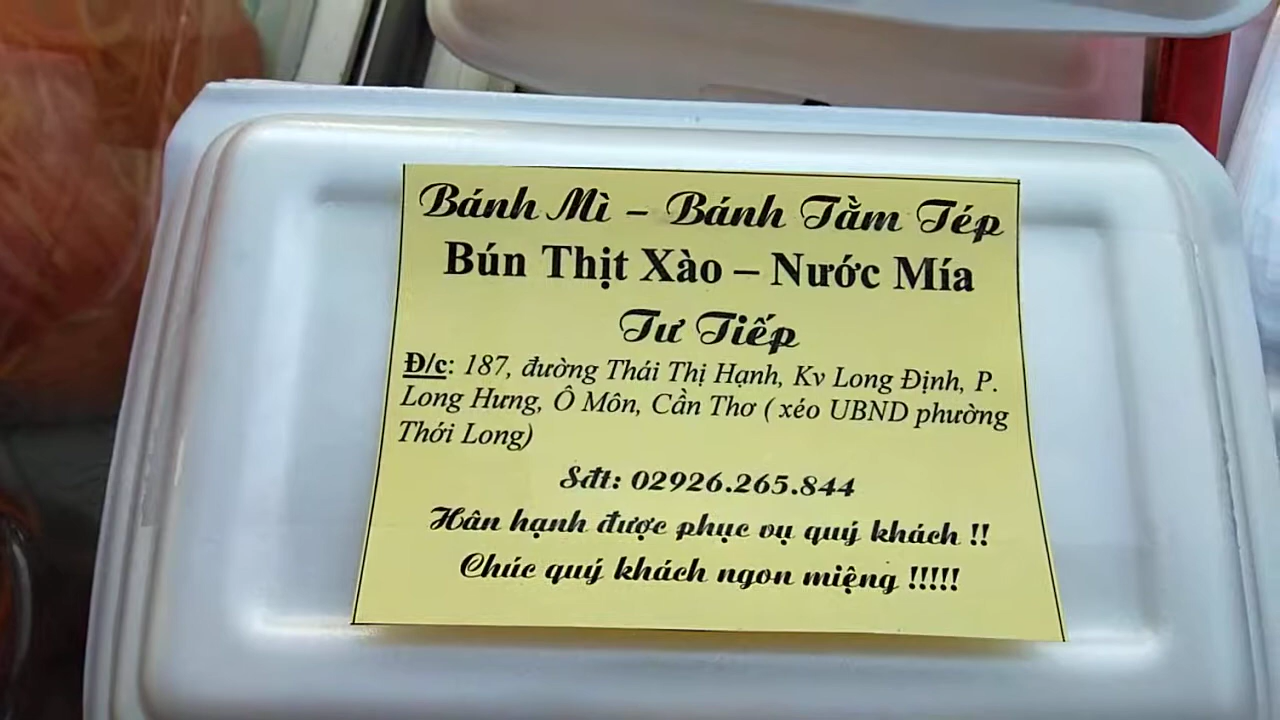 Bánh Mì – Bánh Tằm Tép
Bún Thịt Xào – Nước Mía
Tư Tiếp
Đ/c: 187, đường Thái Thị Hạnh, Kv Long Định, P.
Long Hưng, Ô Môn, Cần Thơ ( xéo UBND phường
Thới Long)
Sđt: 02926.265.844
Hân hạnh được phục vụ quý khách !!
Chúc quý khách ngon miệng !!!!!